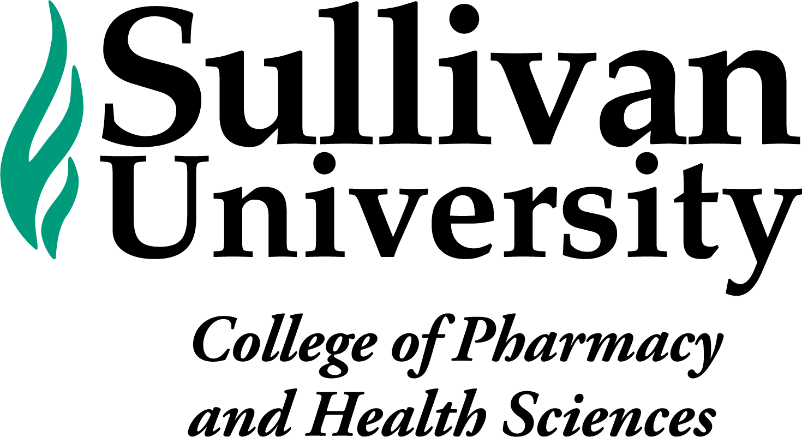 Sullivan
University
College of Pharmacy
and Health Sciences